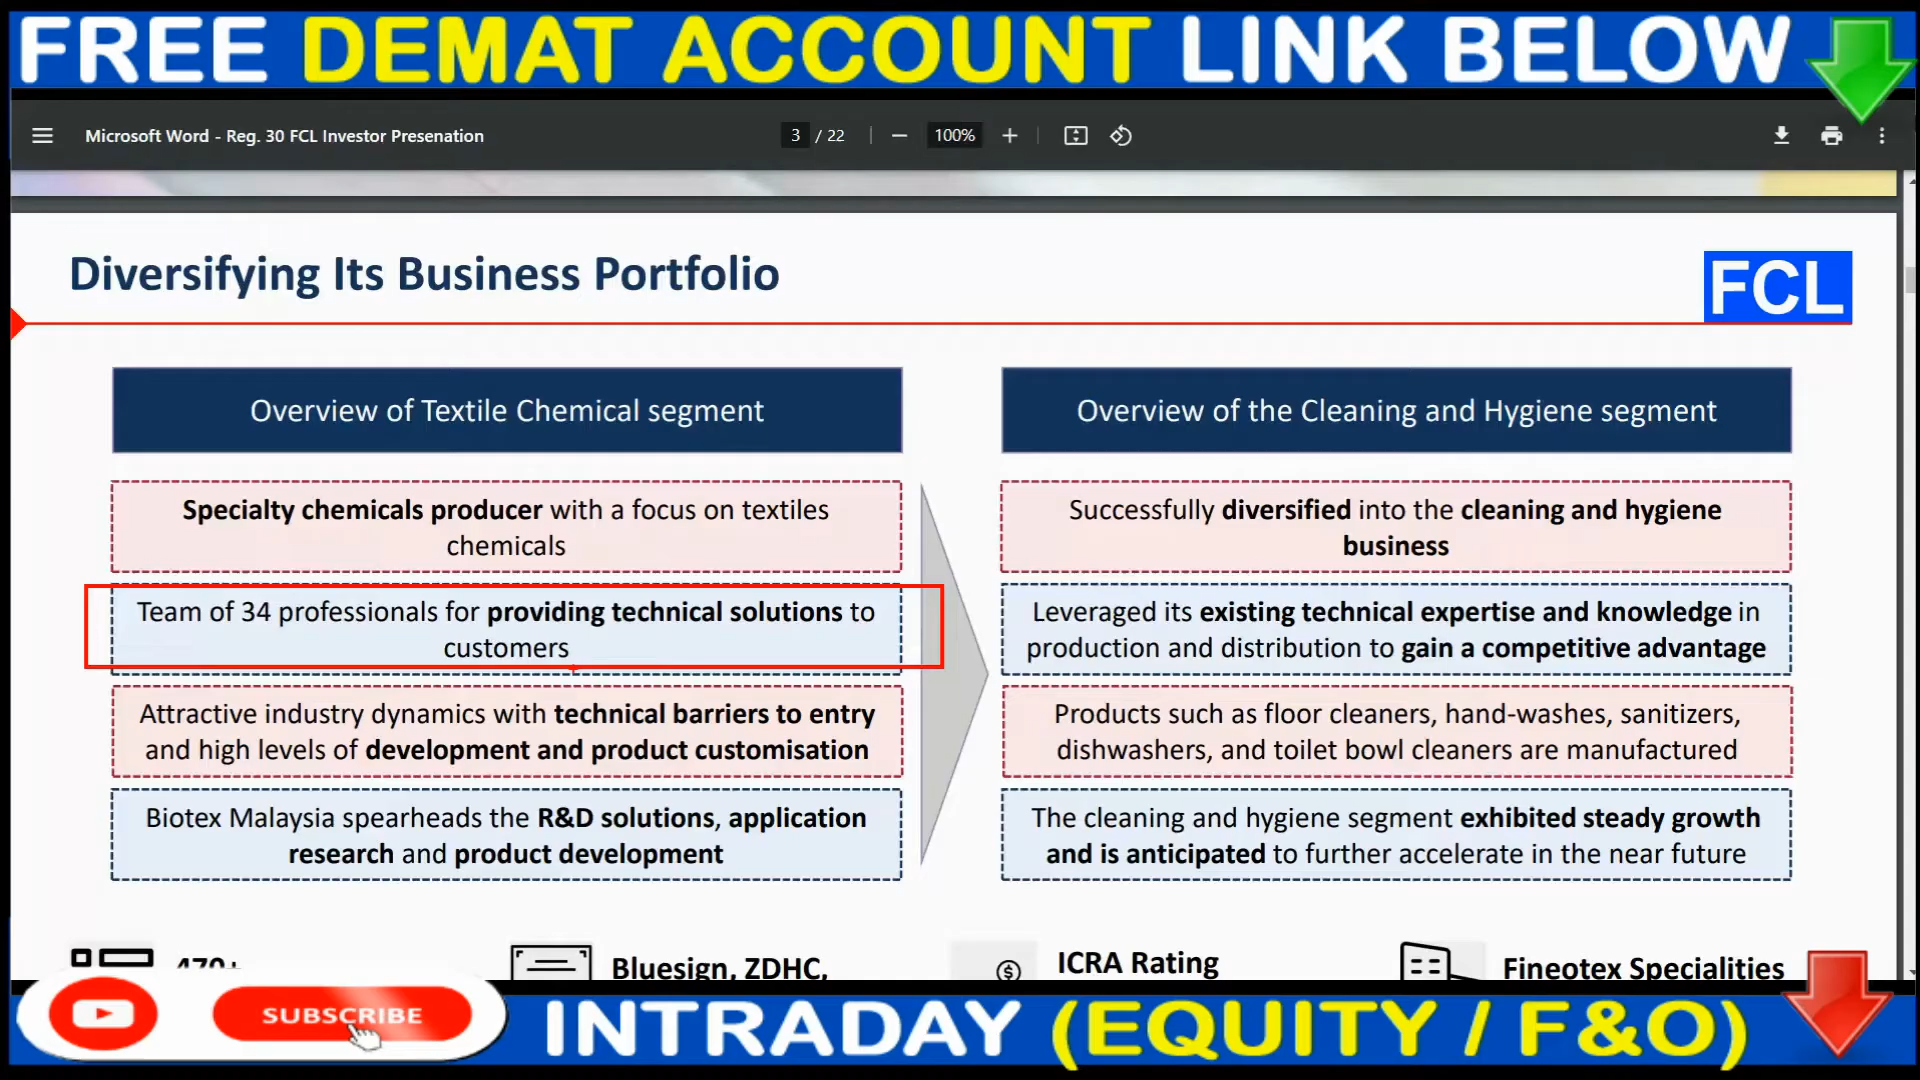 FREE DEMAT ACCOUNT LINK BELOW
Microsoft Word - Reg. 30 FCL Investor Presenation
3 / 22
100%
Diversifying Its Business Portfolio
FCL
Overview of Textile Chemical segment
Specialty chemicals producer with a focus on textiles
chemicals
Team of 34 professionals for providing technical solutions to
customers
Attractive industry dynamics with technical barriers to entry
and high levels of development and product customisation
Biotex Malaysia spearheads the R&D solutions, application
research and product development
Overview of the Cleaning and Hygiene segment
Successfully diversified into the cleaning and hygiene
business
Leveraged its existing technical expertise and knowledge in
production and distribution to gain a competitive advantage
Products such as floor cleaners, hand-washes, sanitizers,
dishwashers, and toilet bowl cleaners are manufactured
The cleaning and hygiene segment exhibited steady growth
and is anticipated to further accelerate in the near future
470+
Bluesign, ZDHC,
ICRA Rating
Fineotex Specialities
SUBSCRIBE
INTRADAY (EQUITY / F&O)